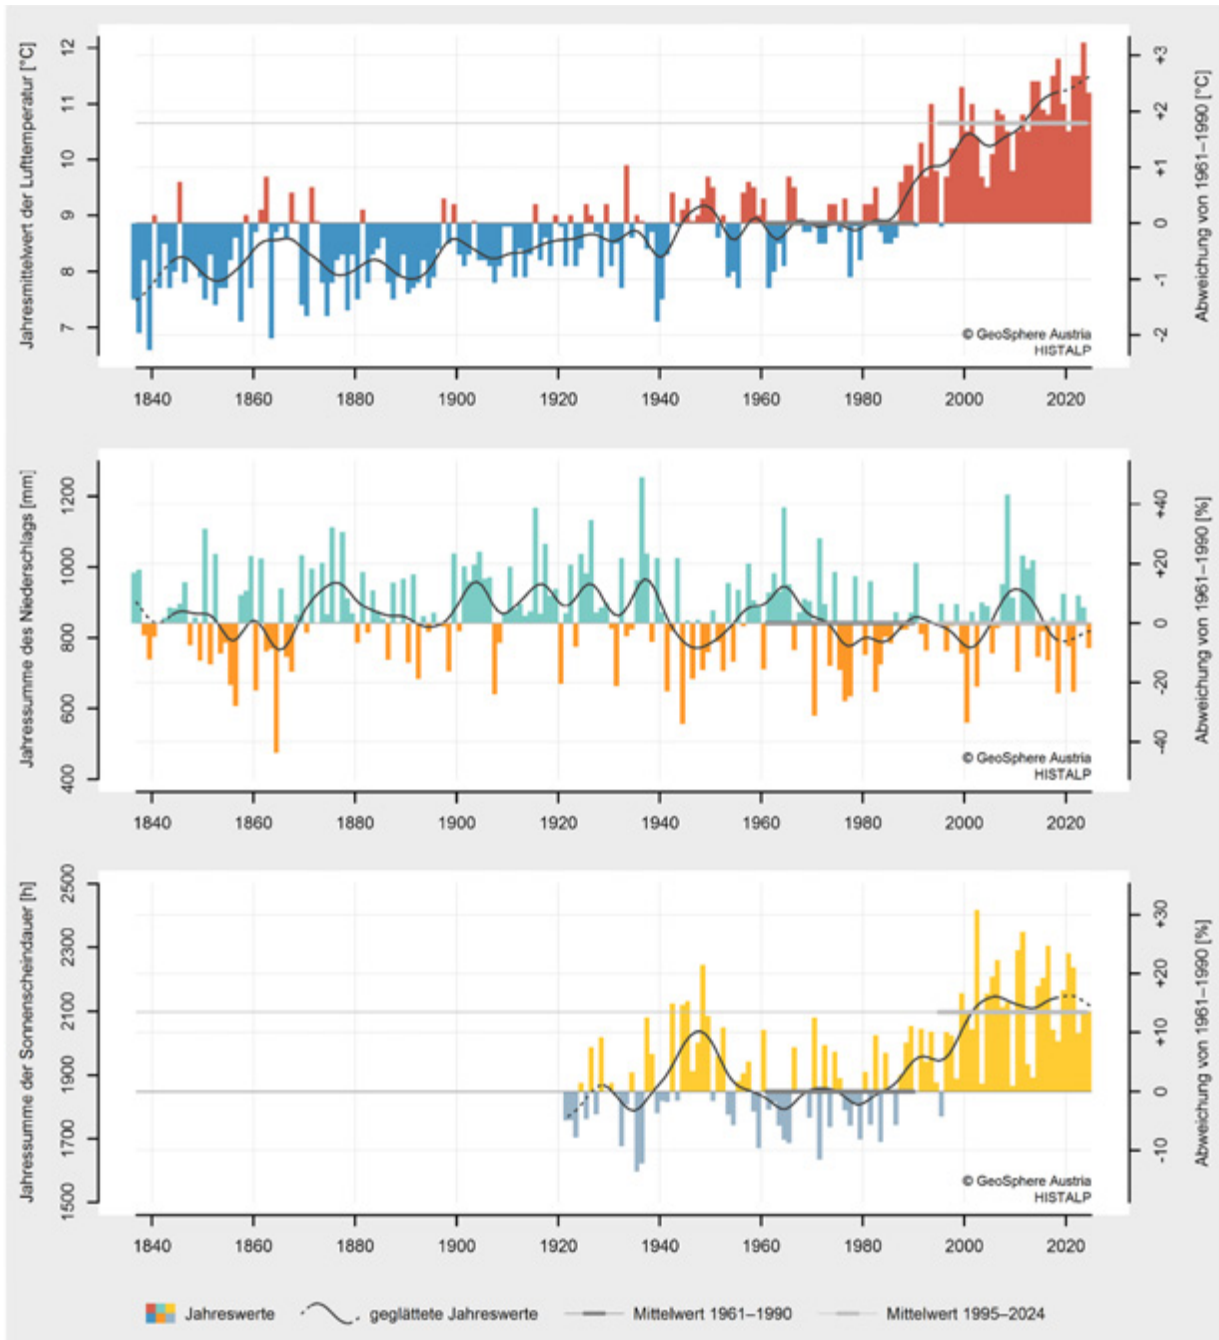 Jahresmittelwert der Lufttemperatur [°C]
12
11
10
9
8
7
+3
+2
+1
0
-1
-2
Abweichung von 1961–1990 [°C]
© GeoSphere Austria
HISTALP
1840 1860 1880 1900 1920 1940 1960 1980 2000 2020
Jahressumme des Niederschlags [mm]
1200
1000
800
600
400
+40
+20
0
-20
-40
Abweichung von 1961–1990 [%]
© GeoSphere Austria
HISTALP
1840 1860 1880 1900 1920 1940 1960 1980 2000 2020
Jahressumme der Sonnenscheindauer [h]
2500
2300
2100
1900
1700
1500
+30
+20
+10
0
-10
Abweichung von 1961–1990 [%]
© GeoSphere Austria
HISTALP
1840 1860 1880 1900 1920 1940 1960 1980 2000 2020
Jahreswerte geglättete Jahreswerte Mittelwert 1961–1990 Mittelwert 1995–2024